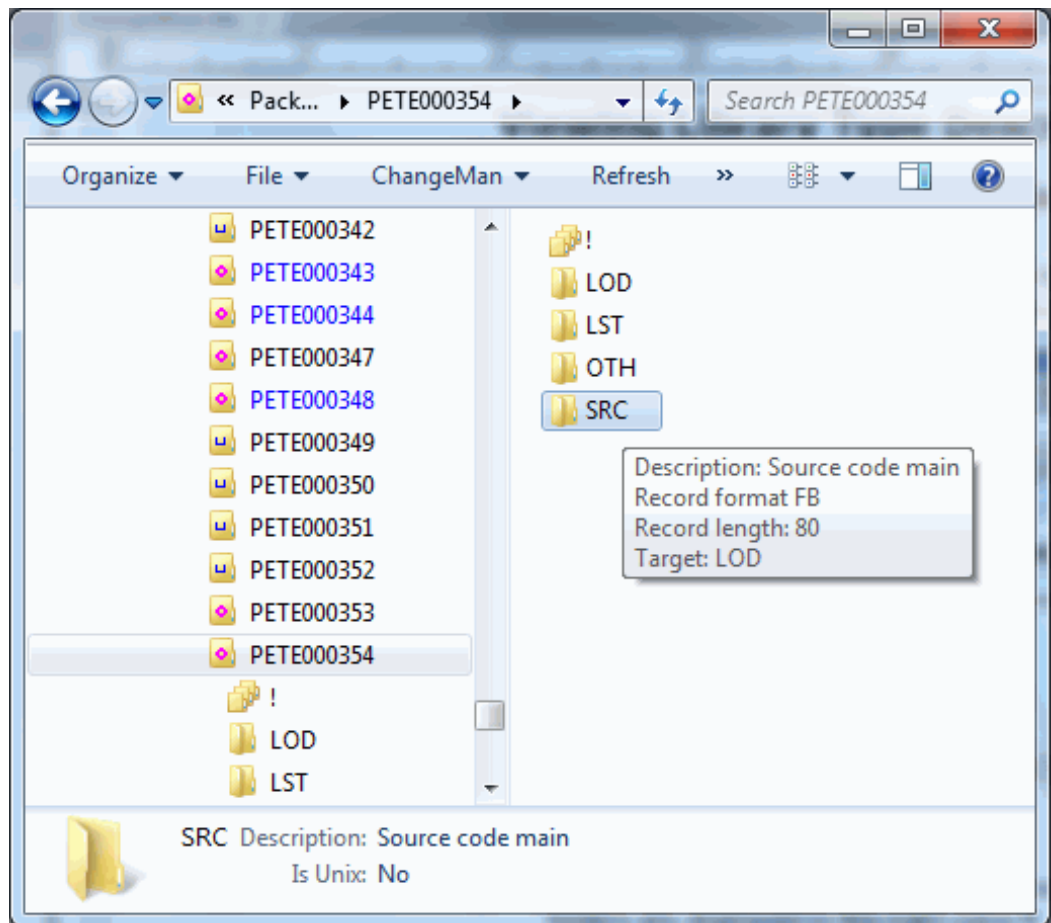 « Pack... ▸ PETE000354 ▸
Search PETE000354
Organize ▾ File ▾ ChangeMan ▾ Refresh »
PETE000342
PETE000343
PETE000344
PETE000347
PETE000348
PETE000349
PETE000350
PETE000351
PETE000352
PETE000353
PETE000354
!
LOD
LST
!
LOD
LST
OTH
SRC
Description: Source code main
Record format FB
Record length: 80
Target: LOD
SRC Description: Source code main
Is Unix: No